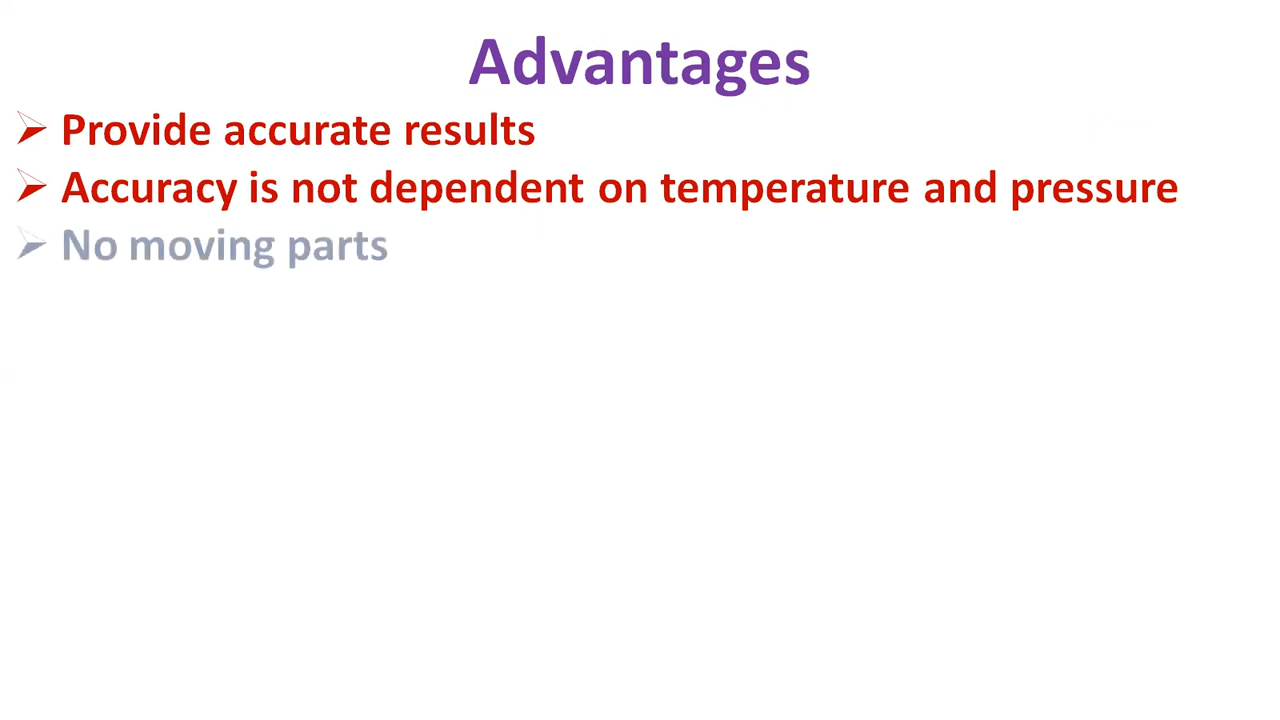 Advantages
➢ Provide accurate results
➢ Accuracy is not dependent on temperature and pressure
➢ No moving parts